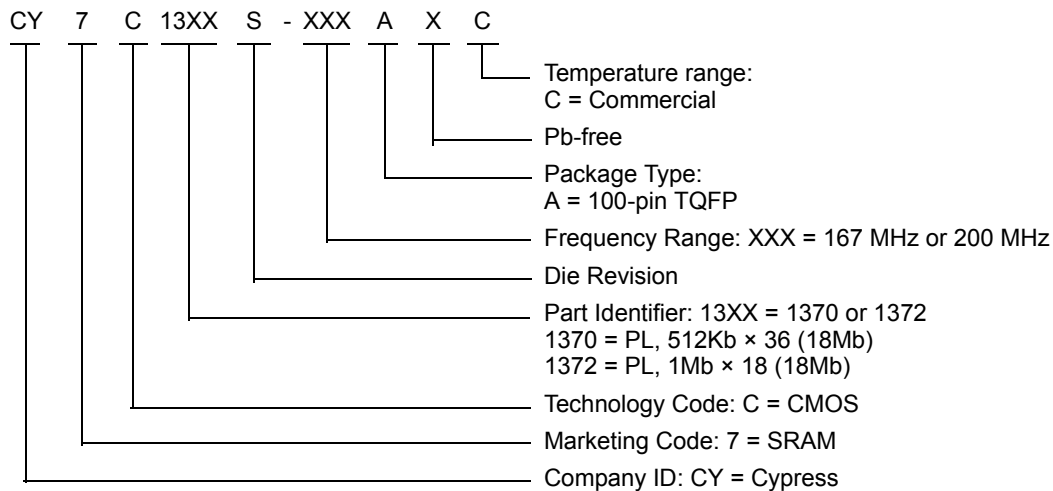 CY 7 C 13XX S - XXX A X C
Temperature range:
C = Commercial
Pb-free
Package Type:
A = 100-pin TQFP
Frequency Range: XXX = 167 MHz or 200 MHz
Die Revision
Part Identifier: 13XX = 1370 or 1372
1370 = PL, 512Kb × 36 (18Mb)
1372 = PL, 1Mb × 18 (18Mb)
Technology Code: C = CMOS
Marketing Code: 7 = SRAM
Company ID: CY = Cypress